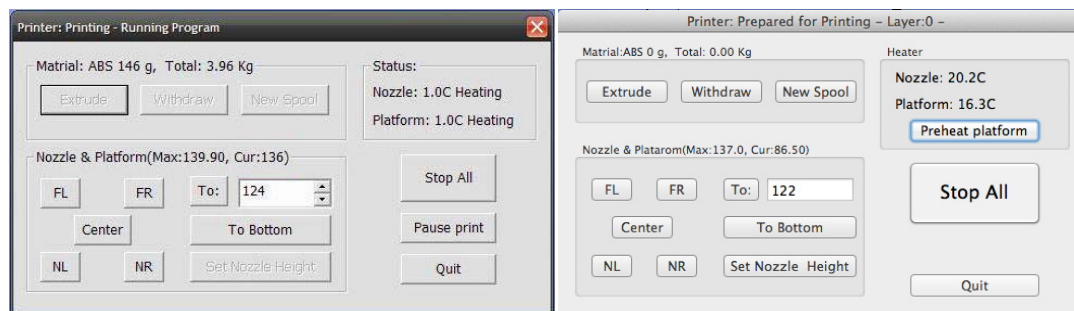 Printer: Printing - Running Program
Matrial: ABS 146 g, Total: 3.96 Kg
Extrude Withdraw New Spool
Status:
Nozzle: 1.0C Heating
Platform: 1.0C Heating
Nozzle & Platform(Max:139.90, Cur:136)
FL FR To: 124
Center To Bottom
NL NR Set Nozzle Height
Stop All
Pause print
Quit
Printer: Prepared for Printing – Layer:0 –
Matrial:ABS 0 g, Total: 0.00 Kg
Extrude Withdraw New Spool
Heater
Nozzle: 20.2C
Platform: 16.3C
Preheat platform
Nozzle & Platarom(Max:137.0, Cur:86.50)
FL FR To: 122
Center To Bottom
NL NR Set Nozzle Height
Stop All
Quit